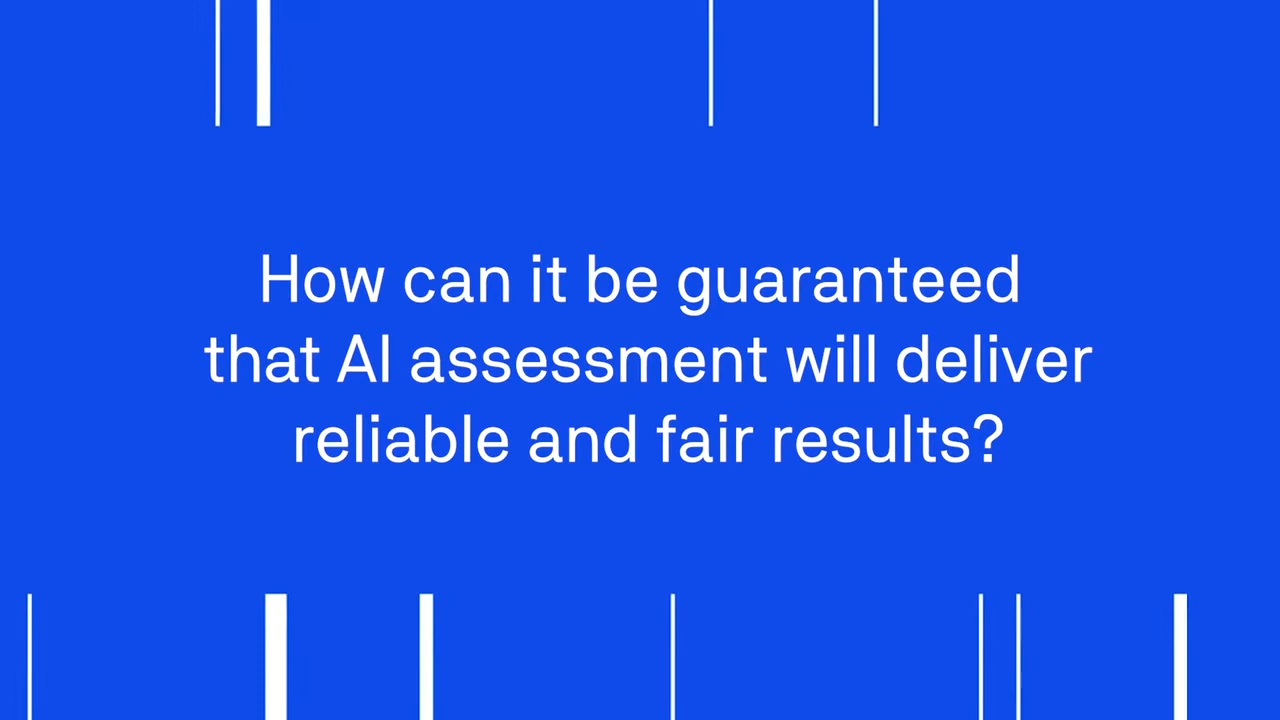 How can it be guaranteed
that AI assessment will deliver
reliable and fair results?